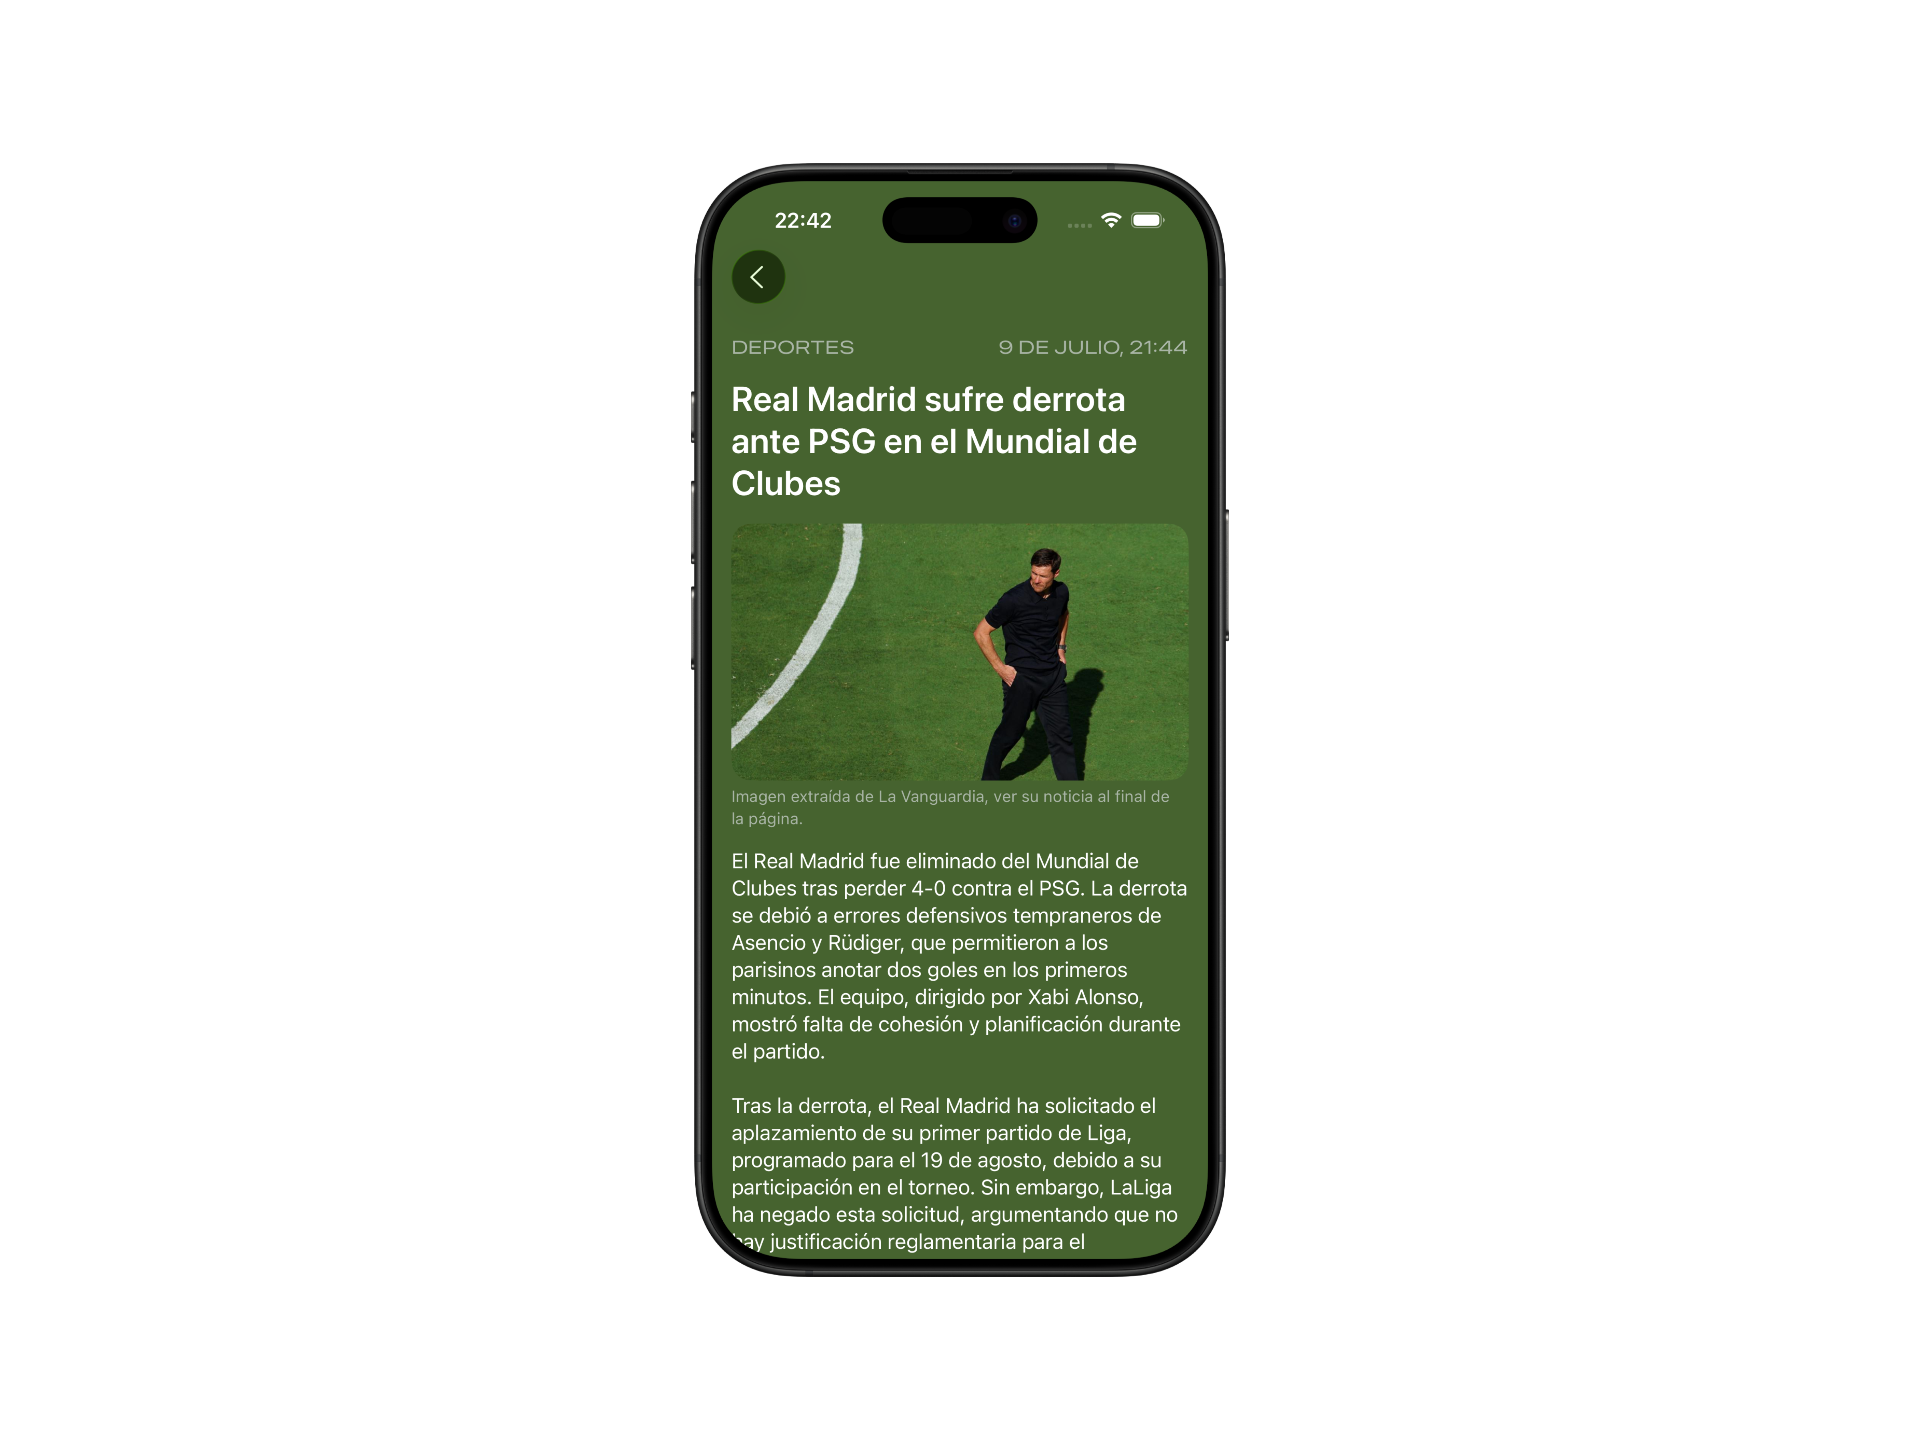 22:42
DEPORTES
9 DE JULIO, 21:44
Real Madrid sufre derrota
ante PSG en el Mundial de
Clubes
Imagen extraída de La Vanguardia, ver su noticia al final de
la página.
El Real Madrid fue eliminado del Mundial de
Clubes tras perder 4-0 contra el PSG. La derrota
se debió a errores defensivos tempraneros de
Asencio y Rüdiger, que permitieron a los
parisinos anotar dos goles en los primeros
minutos. El equipo, dirigido por Xabi Alonso,
mostró falta de cohesión y planificación durante
el partido.
Tras la derrota, el Real Madrid ha solicitado el
aplazamiento de su primer partido de Liga,
programado para el 19 de agosto, debido a su
participación en el torneo. Sin embargo, LaLiga
ha negado esta solicitud, argumentando que no
hay justificación reglamentaria para el